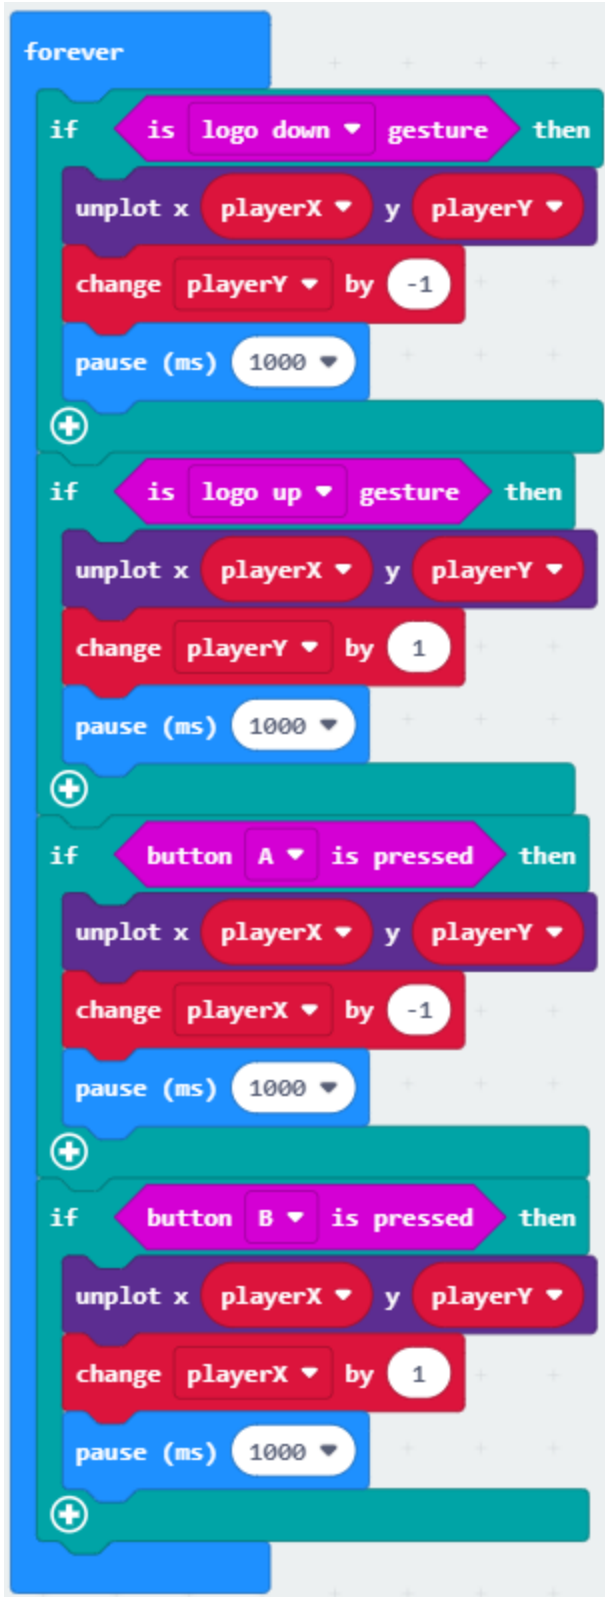 forever
if is logo down gesture then
unplot x playerX y playerY
change playerY by -1
pause (ms) 1000
if is logo up gesture then
unplot x playerX y playerY
change playerY by 1
pause (ms) 1000
if button A is pressed then
unplot x playerX y playerY
change playerX by -1
pause (ms) 1000
if button B is pressed then
unplot x playerX y playerY
change playerX by 1
pause (ms) 1000